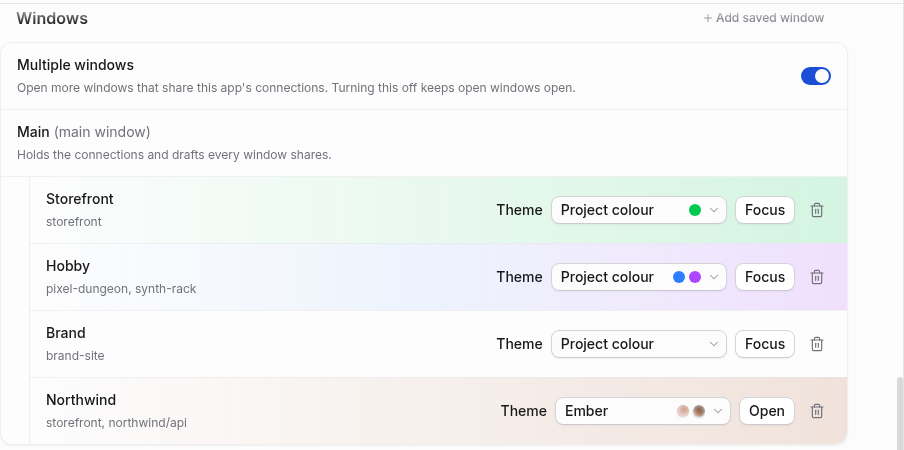 Windows
+ Add saved window
Multiple windows
Open more windows that share this app's connections. Turning this off keeps open windows open.
Main (main window)
Holds the connections and drafts every window shares.
Storefront
storefront
Theme Project colour Focus
Hobby
pixel-dungeon, synth-rack
Theme Project colour Focus
Brand
brand-site
Theme Project colour Focus
Northwind
storefront, northwind/api
Theme Ember Open